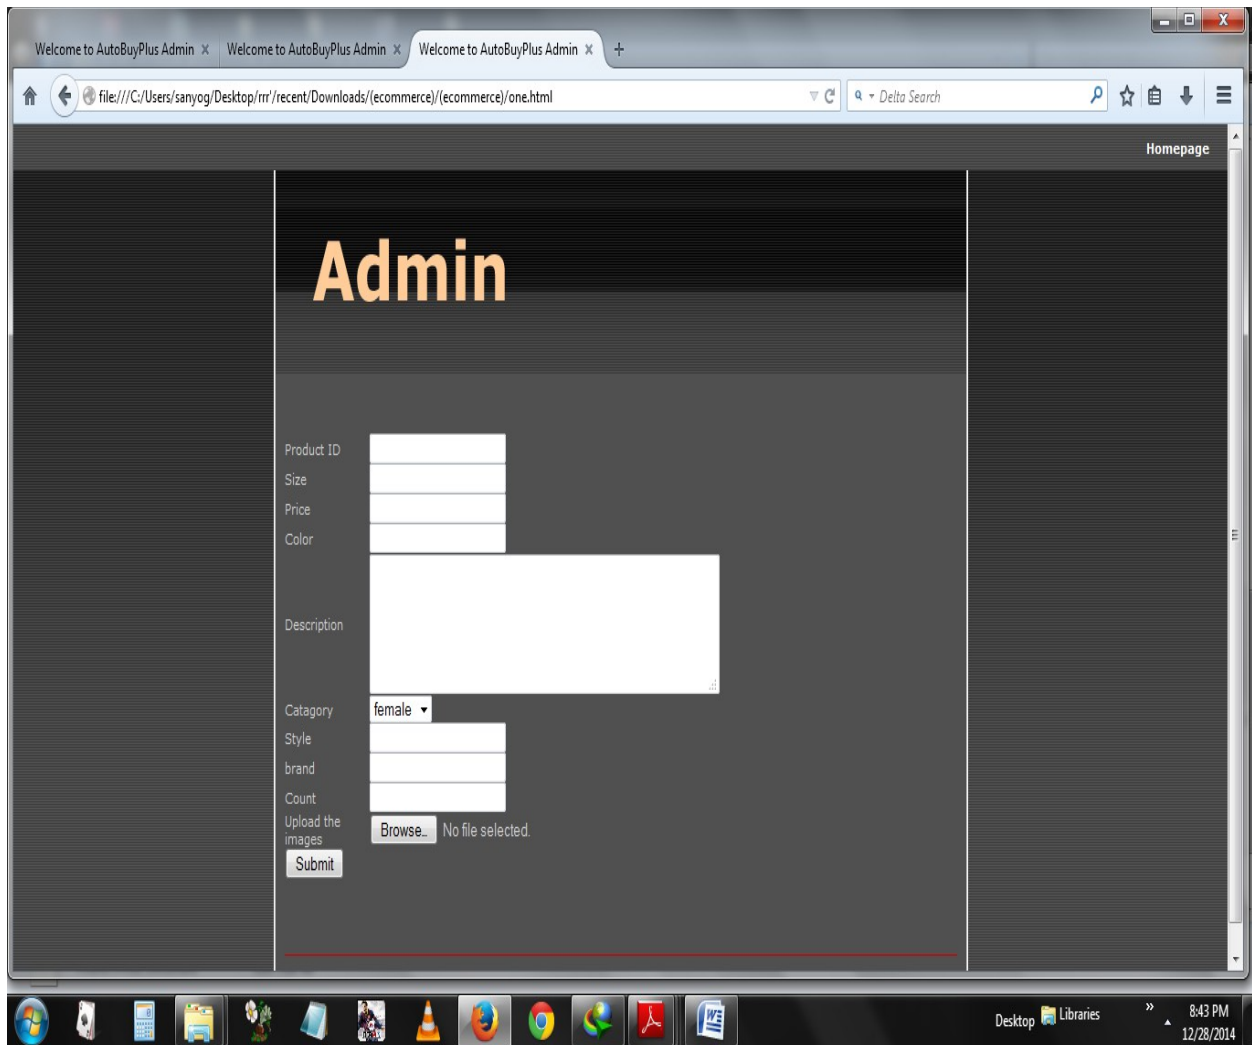 Welcome to AutoBuyPlus Admin × Welcome to AutoBuyPlus Admin × Welcome to AutoBuyPlus Admin × +
file:///C:/Users/sanyog/Desktop/rrr'/recent/Downloads/(ecommerce)/(ecommerce)/one.html Delta Search
Homepage
Admin
Product ID
Size
Price
Color
Description
Catagory female
Style
brand
Count
Upload the
images Browse... No file selected.
Submit
Desktop Libraries » 8:43 PM
12/28/2014